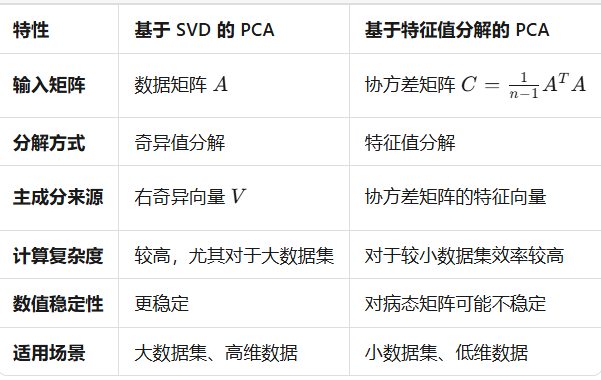 特性 基于 SVD 的 PCA 基于特征值分解的 PCA
输入矩阵 数据矩阵 A 协方差矩阵 C = \frac{1}{n-1} A^T A
分解方式 奇异值分解 特征值分解
主成分来源 右奇异向量 V 协方差矩阵的特征向量
计算复杂度 较高，尤其对于大数据集 对于较小数据集效率较高
数值稳定性 更稳定 对病态矩阵可能不稳定
适用场景 大数据集、高维数据 小数据集、低维数据